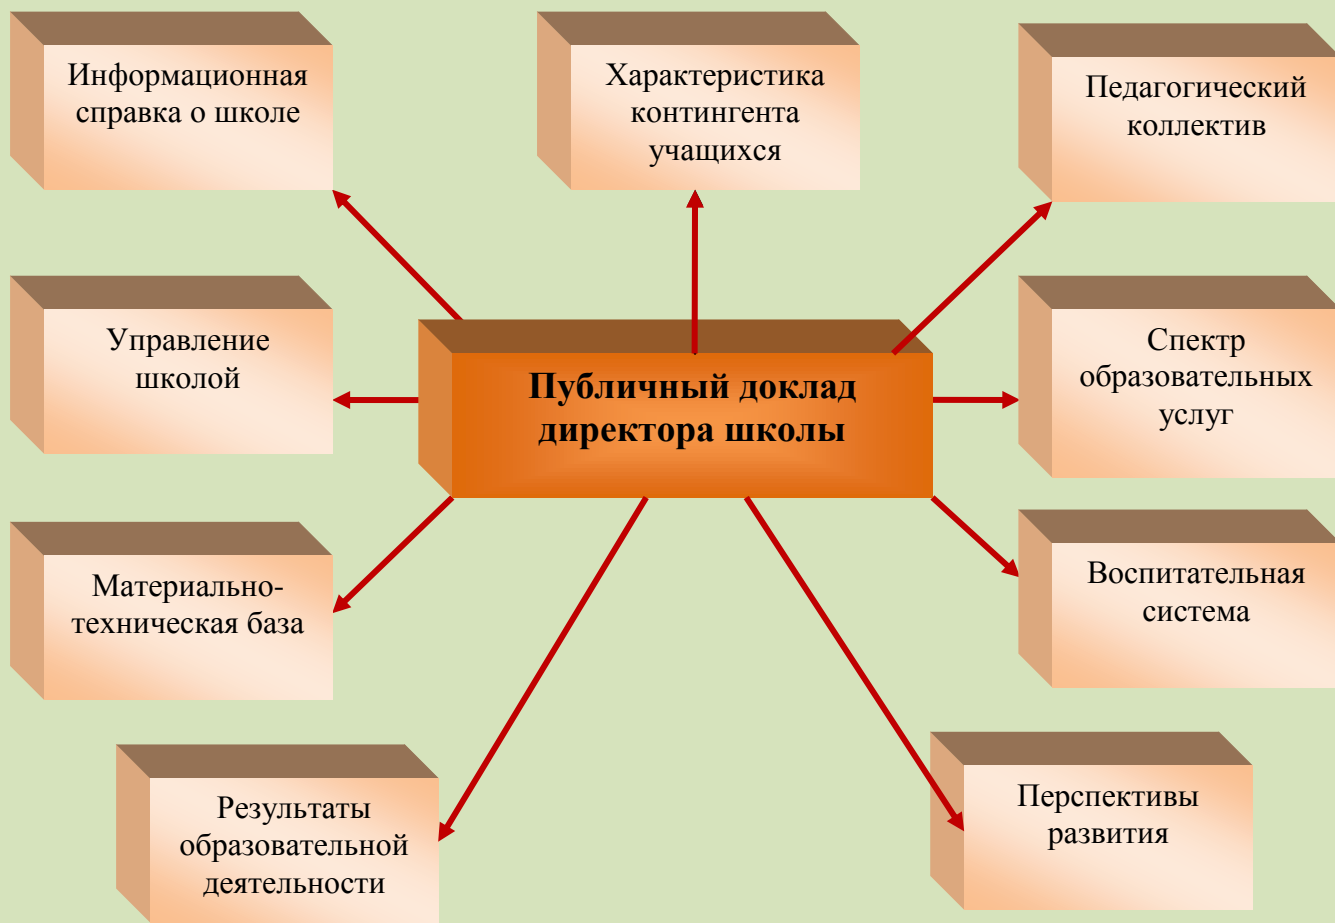 Информационная
справка о школе
Характеристика
контингента
учащихся
Педагогический
коллектив
Управление
школой
Публичный доклад
директора школы
Спектр
образовательных
услуг
Материально-
техническая база
Воспитательная
система
Результаты
образовательной
деятельности
Перспективы
развития